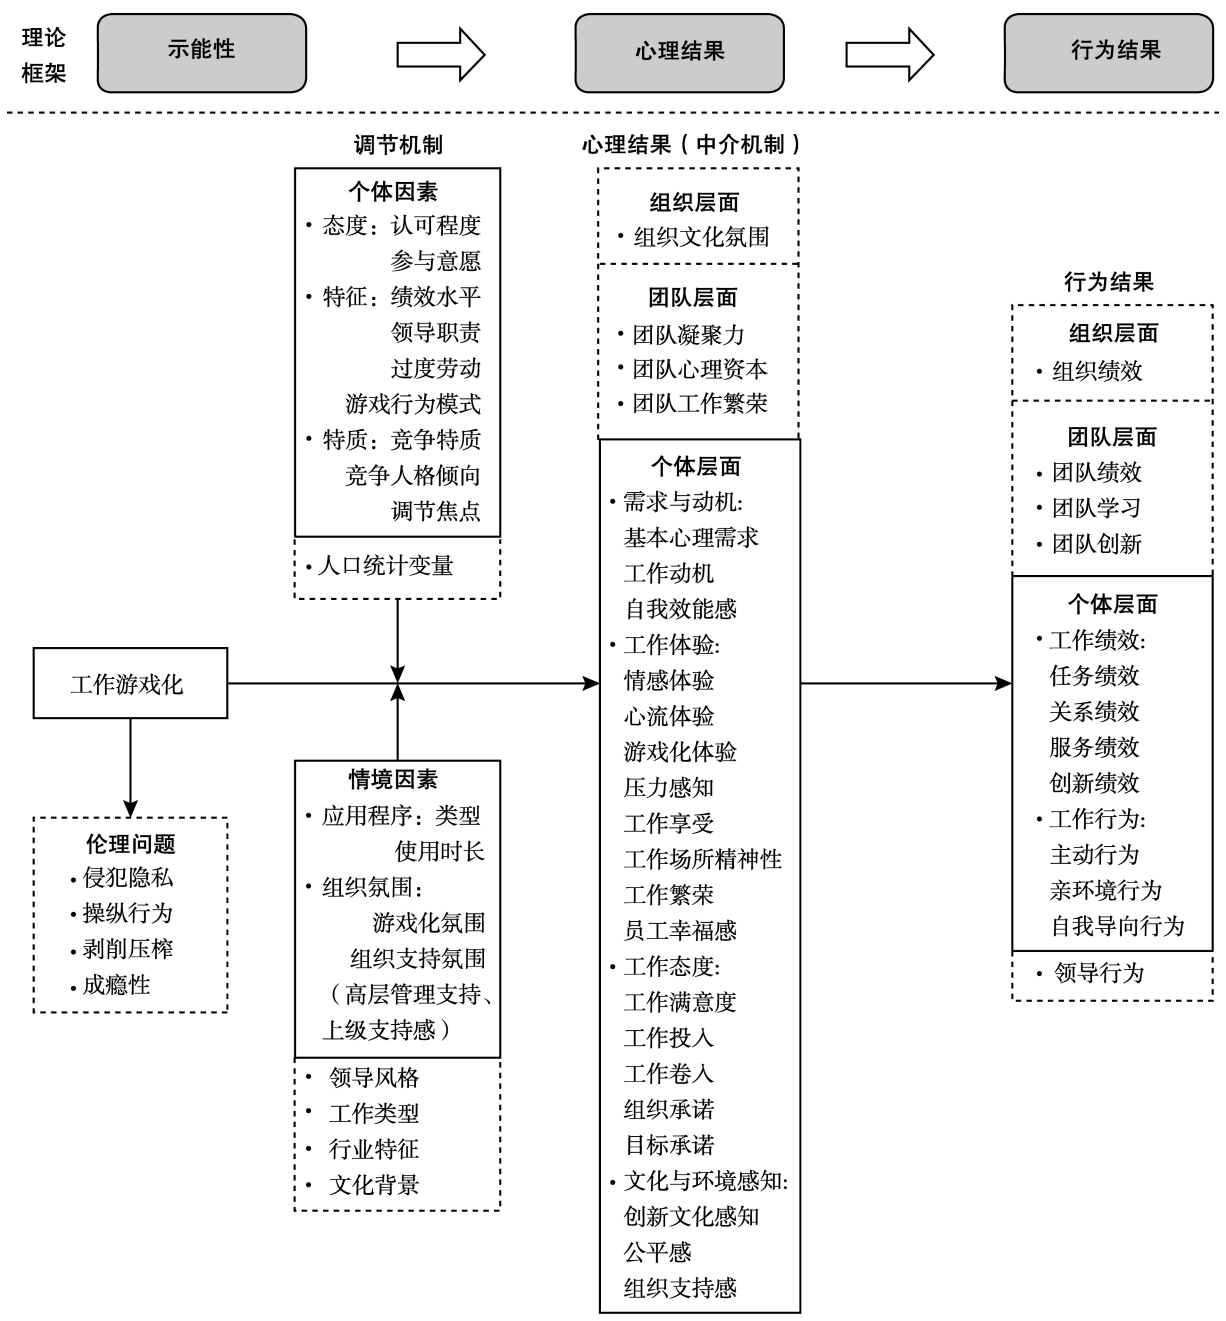 理论
框架
示能性
心理结果
行为结果
调节机制
个体因素
• 态度：认可程度
参与意愿
• 特征：绩效水平
领导职责
过度劳动
游戏行为模式
• 特质：竞争特质
竞争人格倾向
调节焦点
• 人口统计变量
工作游戏化
伦理问题
• 侵犯隐私
• 操纵行为
• 剥削压榨
• 成瘾性
情境因素
• 应用程序：类型
使用时长
• 组织氛围：
游戏化氛围
组织支持氛围
（高层管理支持、
上级支持感）
• 领导风格
• 工作类型
• 行业特征
• 文化背景
心理结果（中介机制）
组织层面
• 组织文化氛围
团队层面
• 团队凝聚力
• 团队心理资本
• 团队工作繁荣
个体层面
• 需求与动机:
基本心理需求
工作动机
自我效能感
• 工作体验:
情感体验
心流体验
游戏化体验
压力感知
工作享受
工作场所精神性
工作繁荣
员工幸福感
• 工作态度:
工作满意度
工作投入
工作卷入
组织承诺
目标承诺
• 文化与环境感知:
创新文化感知
公平感
组织支持感
行为结果
组织层面
• 组织绩效
团队层面
• 团队绩效
• 团队学习
• 团队创新
个体层面
• 工作绩效:
任务绩效
关系绩效
服务绩效
创新绩效
• 工作行为:
主动行为
亲环境行为
自我导向行为
• 领导行为